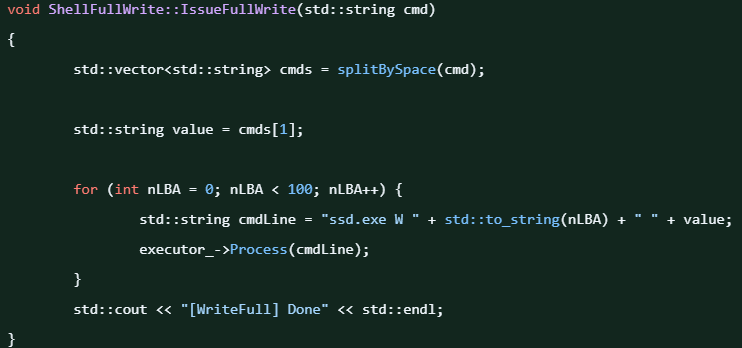 void ShellFullWrite::IssueFullWrite(std::string cmd)
{
        std::vector<std::string> cmds = splitBySpace(cmd);
        std::string value = cmds[1];
        for (int nLBA = 0; nLBA < 100; nLBA++) {
                std::string cmdLine = "ssd.exe W " + std::to_string(nLBA) + " " + value;
                executor_->Process(cmdLine);
        }
        std::cout << "[WriteFull] Done" << std::endl;
}